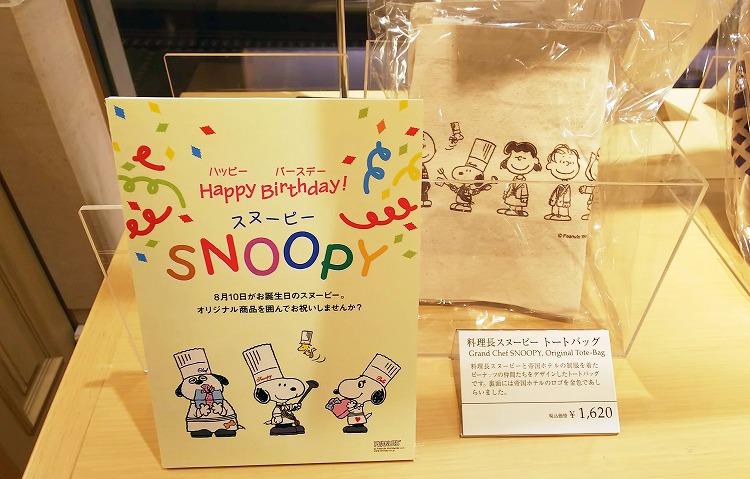 ハッピー バースデー
Happy Birthday!
スヌーピー
SNOOPY
8月10日がお誕生日のスヌーピー。
オリジナル商品を囲んでお祝いしませんか？
PEANUTS
© Peanuts
料理長スヌーピー トートバッグ
Grand Chef SNOOPY, Original Tote-Bag
料理長スヌーピーと帝国ホテルの制服を着た
ピーナッツの仲間たちをデザインしたトートバッグ
です。裏面には帝国ホテルのロゴを金色であし
らいました。
税込価格 ¥1,620